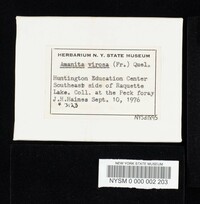 HERBARIUM N. Y. STATE MUSEUM
Amanita virosa (Fr.) Quel.
Huntington Education Center
Southeast side of Raquette
Lake. Coll. at the Peck foray
J.H.Haines Sept. 10, 1976
NEW YORK STATE MUSEUM
NYSM 0 000 002 203